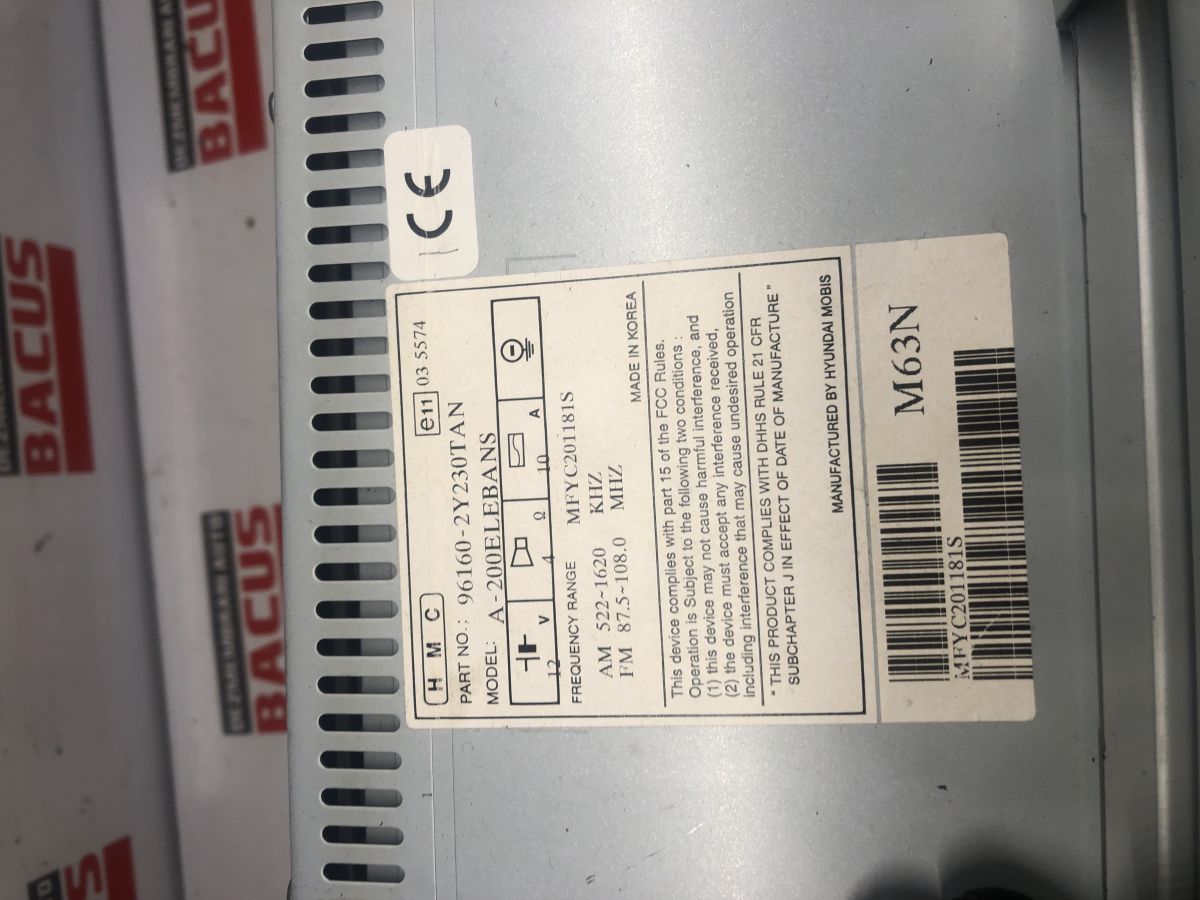 H M C e11 03 5574
PART NO.: 96160-2Y230TAN
MODEL: A-200ELEBANS
12 V 4 Ω 10 A
FREQUENCY RANGE MFYC201181S
AM 522~1620 KHZ
FM 87.5~108.0 MHZ
MADE IN KOREA
This device complies with part 15 of the FCC Rules.
Operation is Subject to the following two conditions :
(1) this device may not cause harmful interference, and
(2) the device must accept any interference received,
including interference that may cause undesired operation
" THIS PRODUCT COMPLIES WITH DHHS RULE 21 CFR
SUBCHAPTER J IN EFFECT OF DATE OF MANUFACTURE "
MANUFACTURED BY HYUNDAI MOBIS
M63N
MFYC201181S
CE
DEZMEMBRARI AUTO
BACUS
BACUS
DEZMEMBRARI AUTO
BACUS